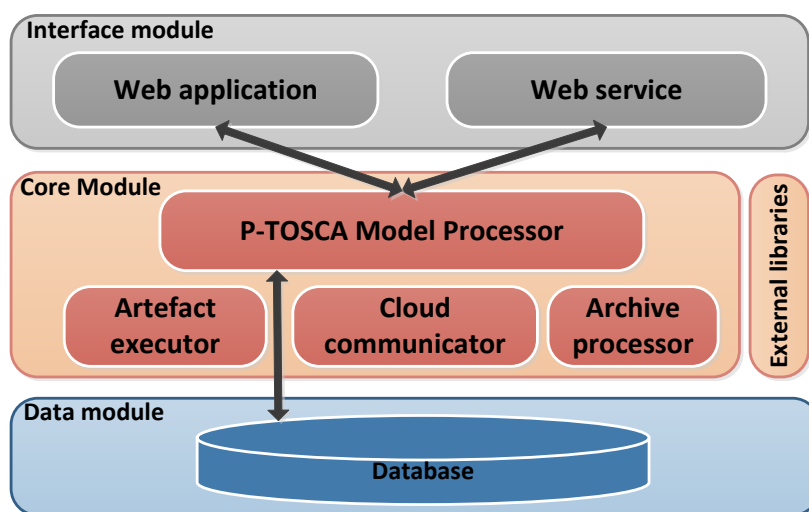 Interface module
Web application
Web service
Core Module
P-TOSCA Model Processor
Artefact
executor
Cloud
communicator
Archive
processor
External libraries
Data module
Database